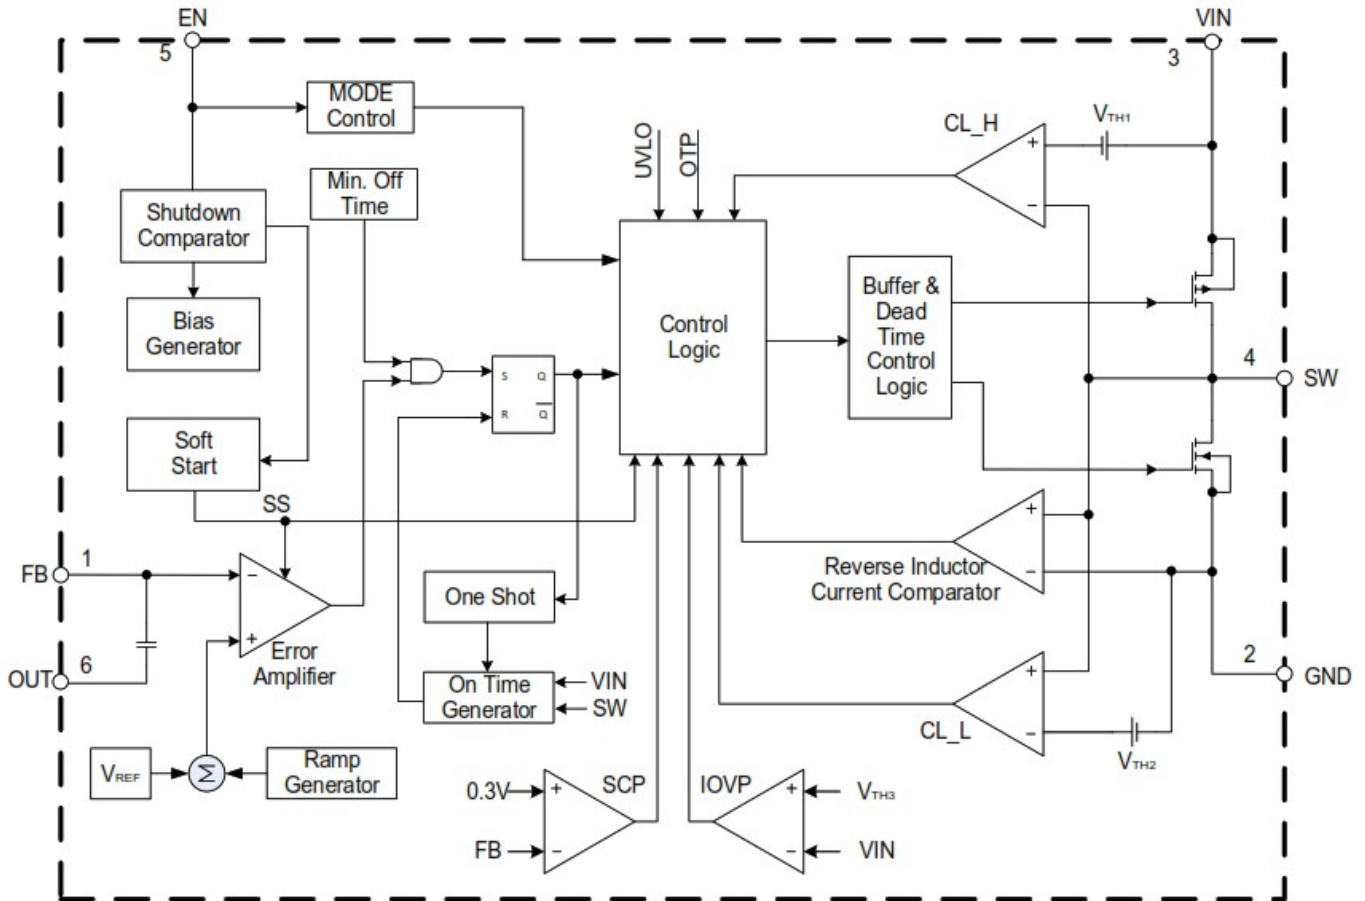 EN
5
VIN
3
MODE
Control
UVLO
OTP
CL_H
VTH1
+
−
Min. Off
Time
Shutdown
Comparator
Bias
Generator
Control
Logic
Buffer &
Dead
Time
Control
Logic
S Q
R Q
4
SW
Soft
Start
SS
1
FB
−
+
Error
Amplifier
6
OUT
One Shot
On Time
Generator
VIN
SW
+
−
Reverse Inductor
Current Comparator
2
GND
+
−
CL_L
VTH2
VREF
Σ
Ramp
Generator
0.3V
+
SCP
FB
−
IOVP
+
VTH3
−
VIN